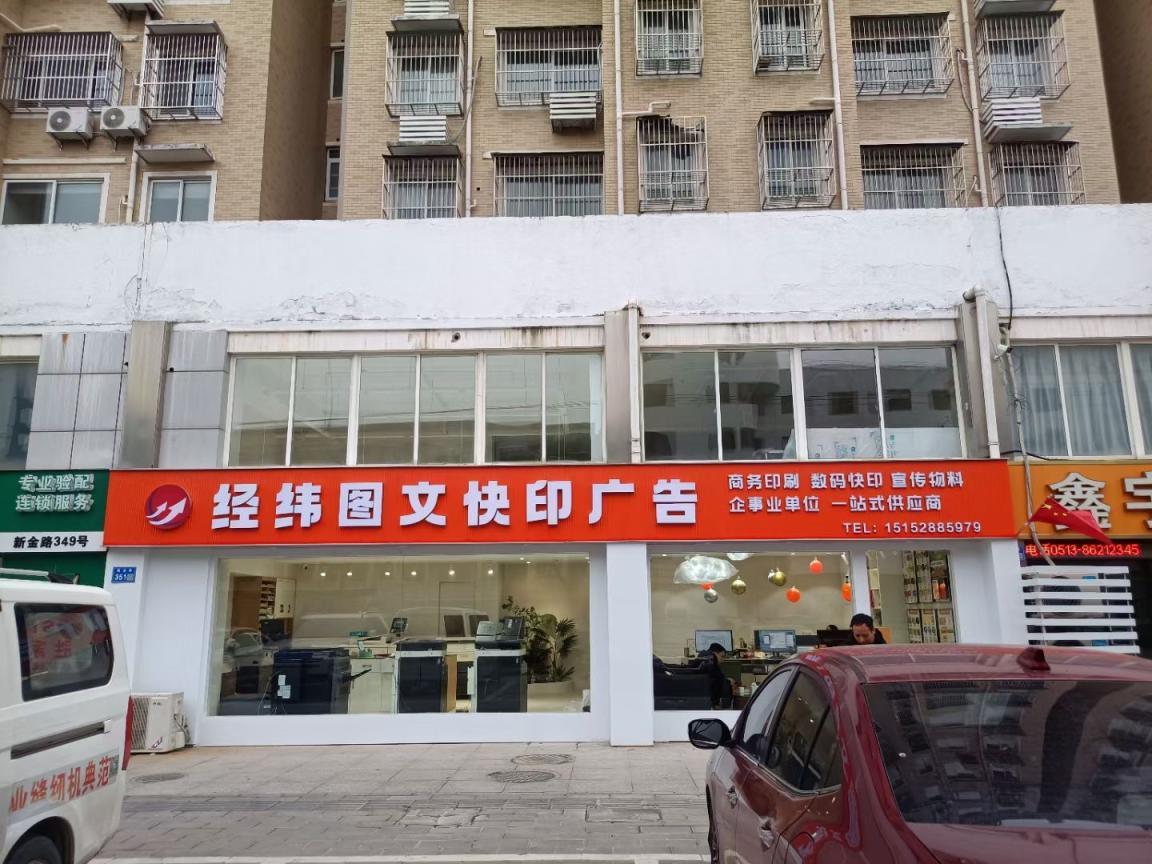 专业验配
连锁服务
新金路349号
经纬图文快印广告
商务印刷 数码快印 宣传物料
企事业单位 一站式供应商
TEL: 15152885979
361
鑫宇
电话0513-86212345
业缝纫机典范